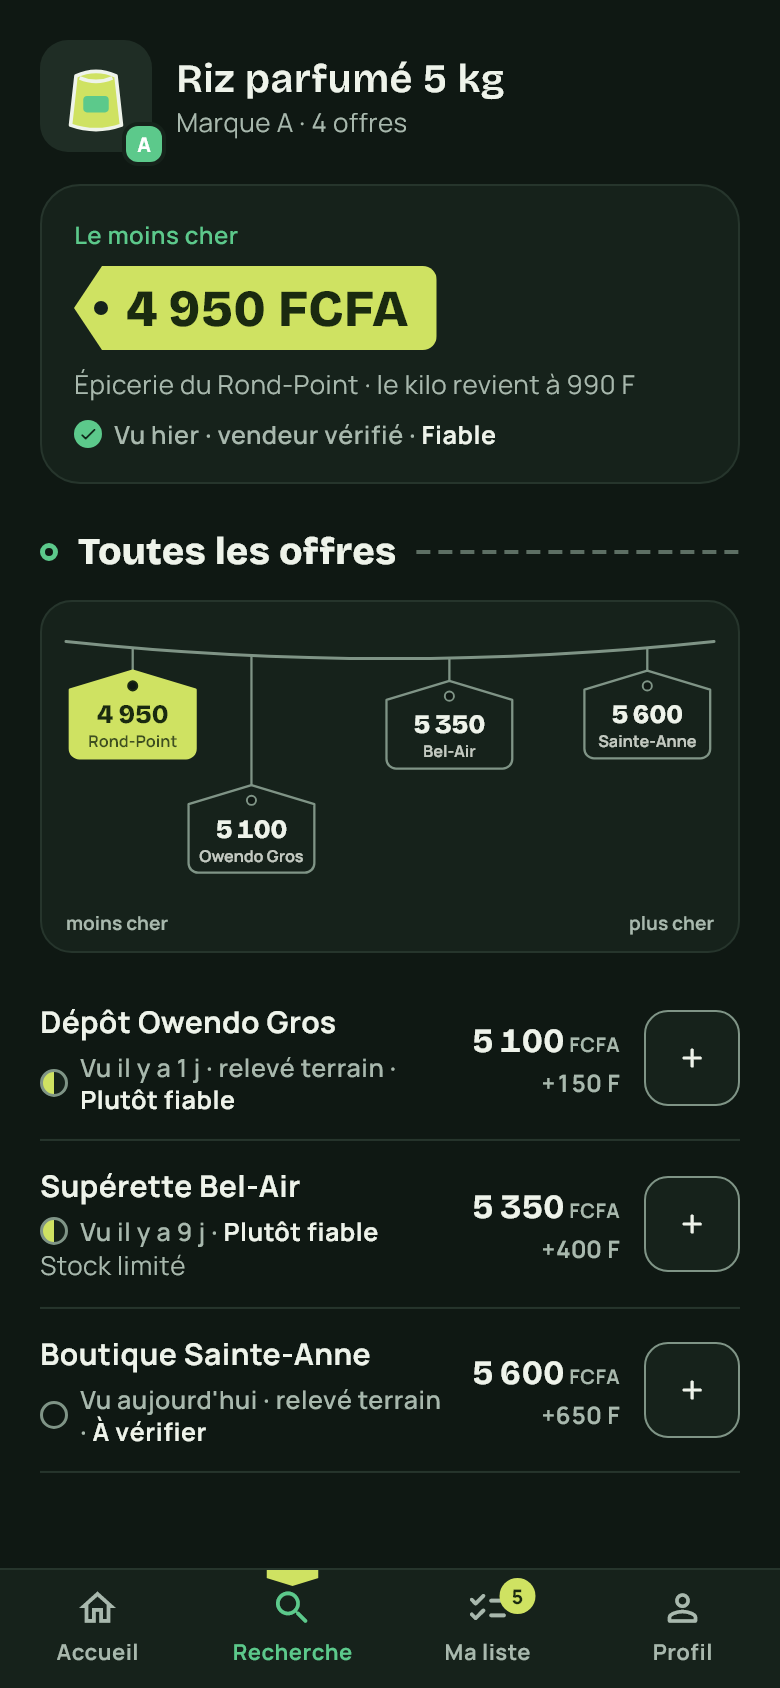 Riz parfumé 5 kg
Marque A · 4 offres
A
Le moins cher
4 950 FCFA
Épicerie du Rond-Point · le kilo revient à 990 F
Vu hier · vendeur vérifié · Fiable
Toutes les offres
4 950
Rond-Point
5 100
Owendo Gros
5 350
Bel-Air
5 600
Sainte-Anne
moins cher
plus cher
Dépôt Owendo Gros
Vu il y a 1 j · relevé terrain ·
Plutôt fiable
5 100 FCFA
+150 F
+
Supérette Bel-Air
Vu il y a 9 j · Plutôt fiable
Stock limité
5 350 FCFA
+400 F
+
Boutique Sainte-Anne
Vu aujourd'hui · relevé terrain
· À vérifier
5 600 FCFA
+650 F
+
5
Accueil
Recherche
Ma liste
Profil